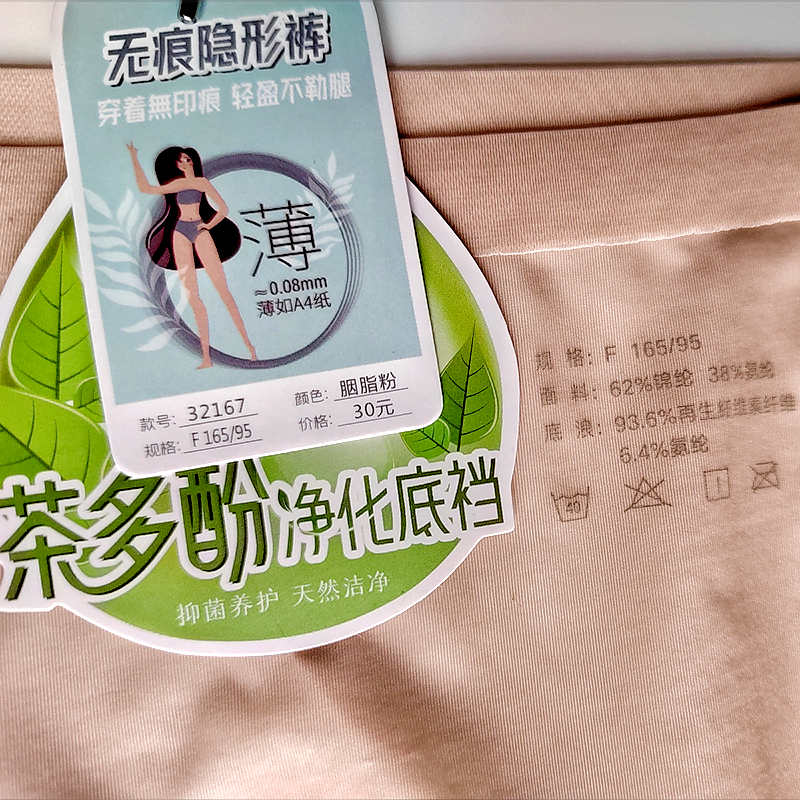 无痕隐形裤
穿着無印痕 轻盈不勒腿
薄
≈0.08mm
薄如A4纸
款号: 32167 颜色: 胭脂粉
规格: F 165/95 价格: 30元
茶多酚净化底裆
抑菌养护 天然洁净
规 格: F 165/95
面 料: 62%锦纶 38%氨纶
底 浪: 93.6%再生纤维素纤维
6.4%氨纶
40